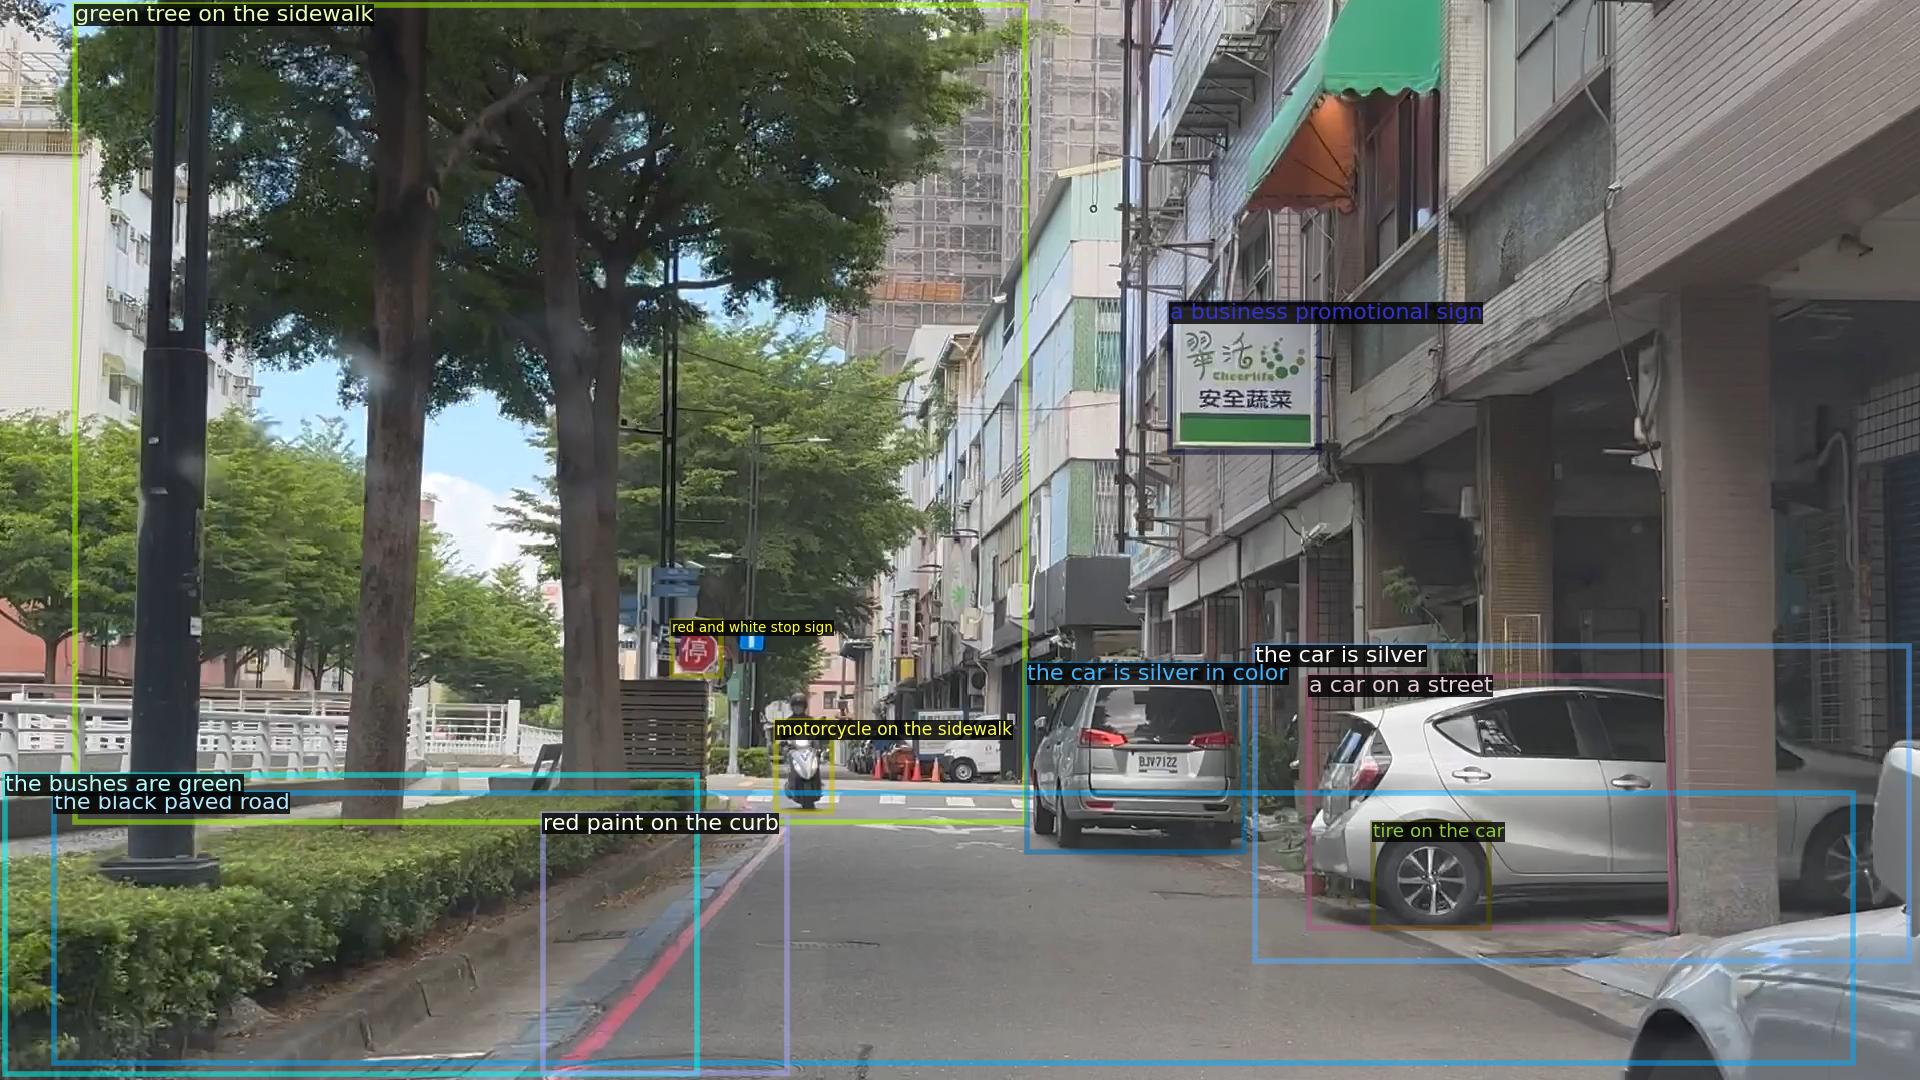 green tree on the sidewalk
a business promotional sign
翠活
Cheerlife
安全蔬菜
red and white stop sign
停
the car is silver
the car is silver in color
a car on a street
motorcycle on the sidewalk
BJV·7122
the bushes are green
the black paved road
red paint on the curb
tire on the car